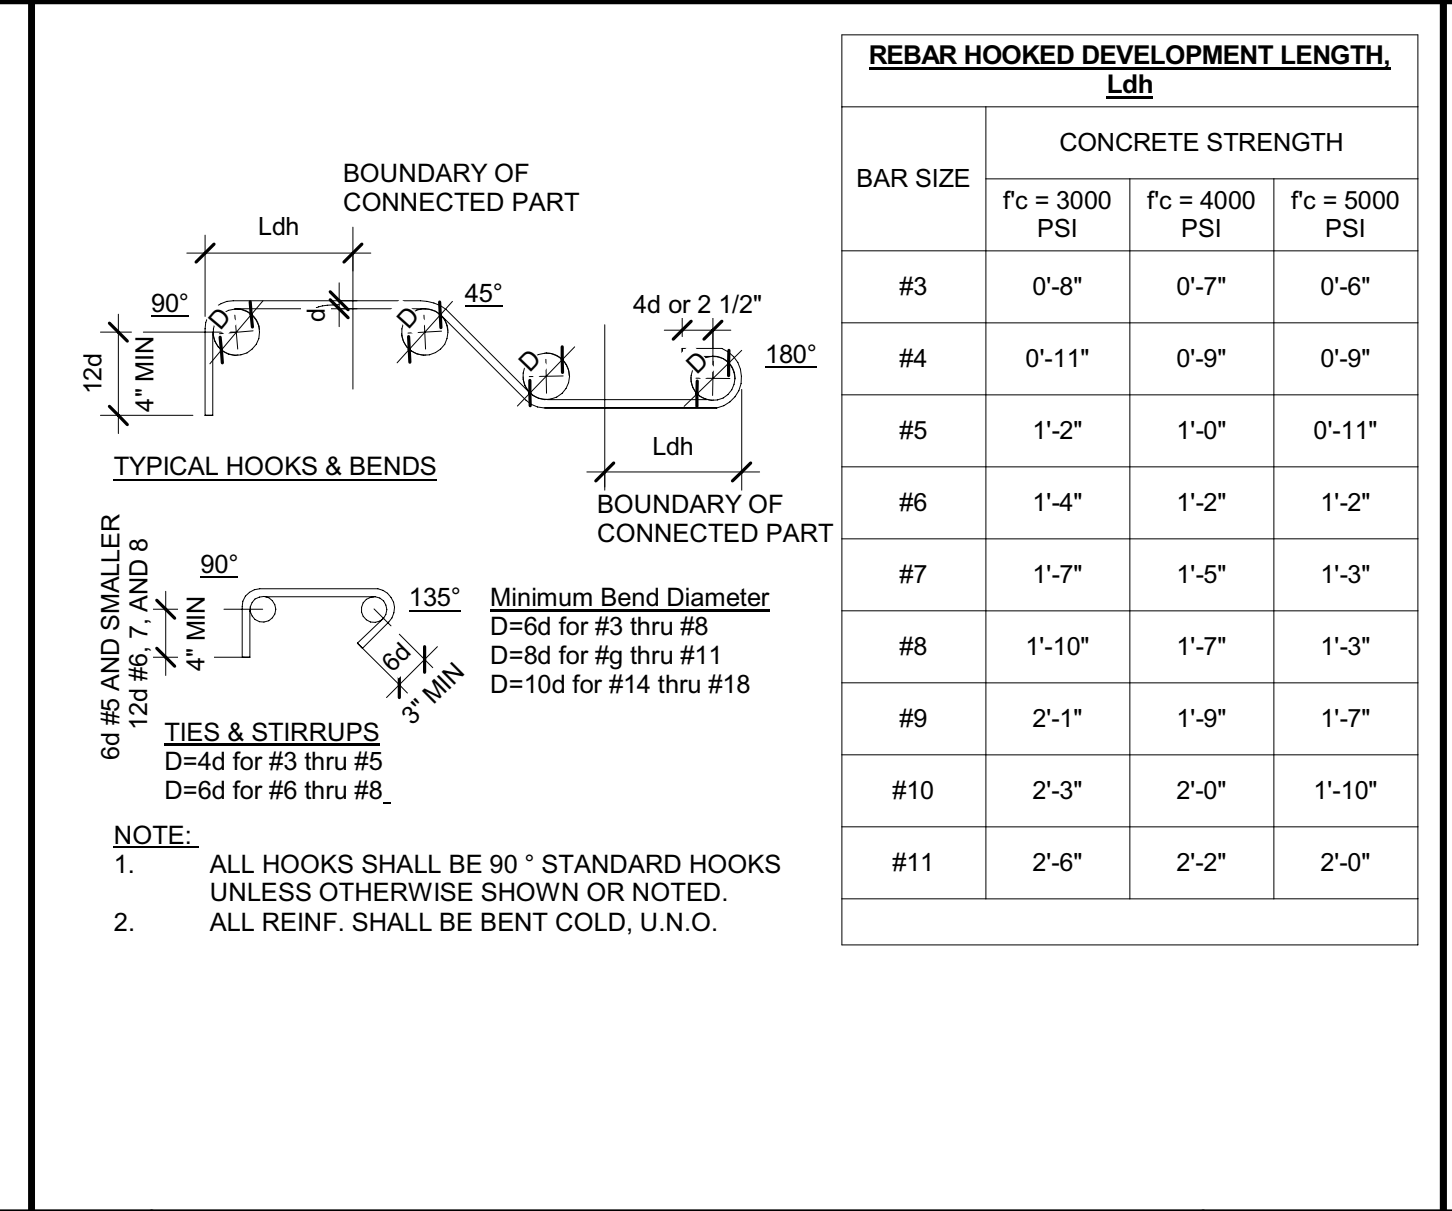 REBAR HOOKED DEVELOPMENT LENGTH,
Ldh
BAR SIZE
CONCRETE STRENGTH
f'c = 3000
PSI
f'c = 4000
PSI
f'c = 5000
PSI
#3 0'-8" 0'-7" 0'-6"
#4 0'-11" 0'-9" 0'-9"
#5 1'-2" 1'-0" 0'-11"
#6 1'-4" 1'-2" 1'-2"
#7 1'-7" 1'-5" 1'-3"
#8 1'-10" 1'-7" 1'-3"
#9 2'-1" 1'-9" 1'-7"
#10 2'-3" 2'-0" 1'-10"
#11 2'-6" 2'-2" 2'-0"
BOUNDARY OF
CONNECTED PART
Ldh
90°
D
d
45°
D
D
4d or 2 1/2"
D
180°
12d
4" MIN
Ldh
BOUNDARY OF
CONNECTED PART
TYPICAL HOOKS & BENDS
6d #5 AND SMALLER
12d #6, 7, AND 8
4" MIN
90°
135°
6d
3" MIN
Minimum Bend Diameter
D=6d for #3 thru #8
D=8d for #g thru #11
D=10d for #14 thru #18
TIES & STIRRUPS
D=4d for #3 thru #5
D=6d for #6 thru #8
NOTE:
1. ALL HOOKS SHALL BE 90 ° STANDARD HOOKS
UNLESS OTHERWISE SHOWN OR NOTED.
2. ALL REINF. SHALL BE BENT COLD, U.N.O.